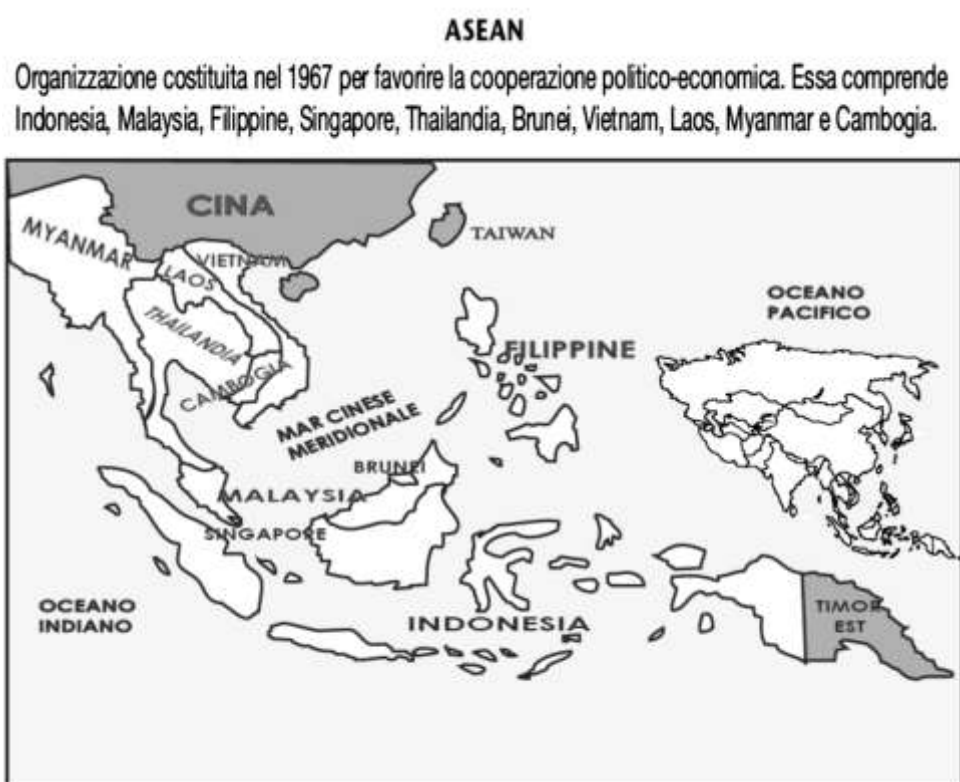 ASEAN
Organizzazione costituita nel 1967 per favorire la cooperazione politico-economica. Essa comprende
Indonesia, Malaysia, Filippine, Singapore, Thailandia, Brunei, Vietnam, Laos, Myanmar e Cambogia.
CINA
TAIWAN
MYANMAR
VIETNAM
LAOS
THAILANDIA
CAMBOGIA
OCEANO
PACIFICO
FILIPPINE
MAR CINESE
MERIDIONALE
BRUNEI
MALAYSIA
SINGAPORE
OCEANO
INDIANO
INDONESIA
TIMOR
EST